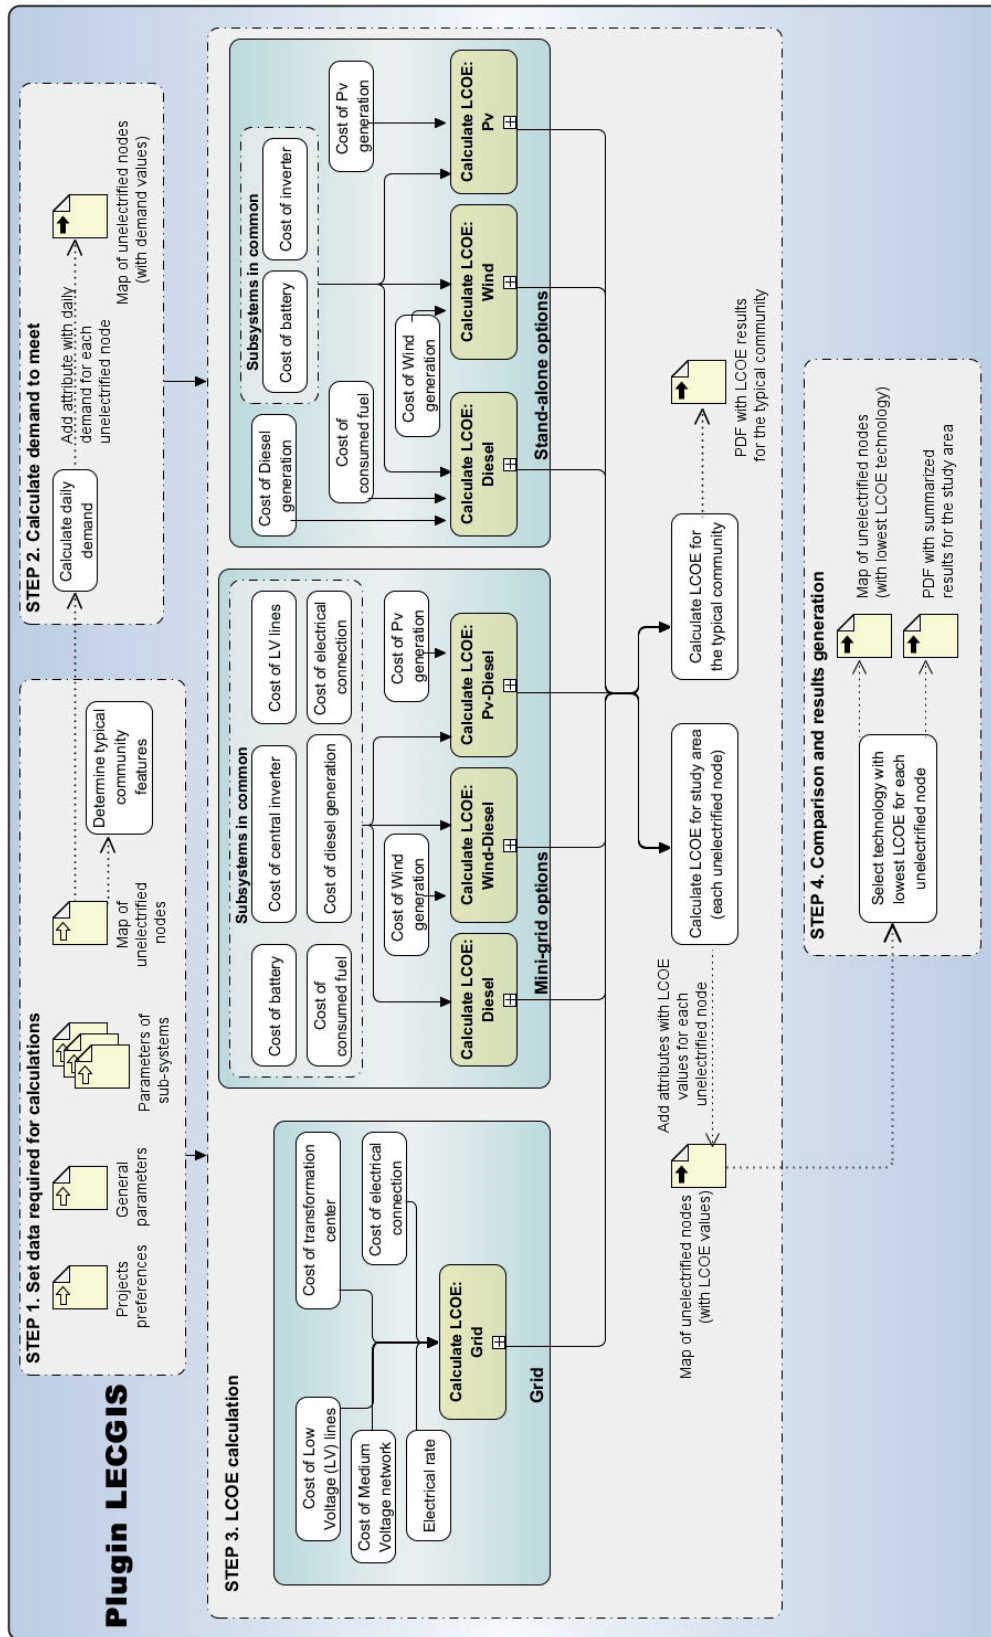 Plugin LECGIS
STEP 1. Set data required for calculations
Projects
preferences
General
parameters
Parameters of
sub-systems
Map of
unelectrified
nodes
Determine typical
community
features
STEP 2. Calculate demand to meet
Calculate daily
demand
Add attribute with daily
demand for each
unelectrified node
Map of unelectrified nodes
(with demand values)
STEP 3. LCOE calculation
Cost of Low
Voltage (LV) lines
Cost of Medium
Voltage network
Electrical rate
Cost of transformation
center
Cost of electrical
connection
Calculate LCOE:
Grid
Grid
Subsystems in common
Cost of battery
Cost of central inverter
Cost of LV lines
Cost of
consumed fuel
Cost of diesel generation
Cost of electrical
connection
Cost of Wind
generation
Cost of Pv
generation
Calculate LCOE:
Diesel
Calculate LCOE:
Wind-Diesel
Calculate LCOE:
Pv-Diesel
Mini-grid options
Cost of Diesel
generation
Subsystems in common
Cost of battery
Cost of inverter
Cost of
consumed fuel
Cost of Wind
generation
Cost of Pv
generation
Calculate LCOE:
Diesel
Calculate LCOE:
Wind
Calculate LCOE:
Pv
Stand-alone options
Map of unelectrified nodes
(with LCOE values)
Add attributes with LCOE
values for each
unelectrified node
Calculate LCOE for study area
(each unelectrified node)
Calculate LCOE for
the typical community
PDF with LCOE results
for the typical community
STEP 4. Comparison and results generation
Select technology with
lowest LCOE for each
unelectrified node
Map of unelectrified nodes
(with lowest LCOE technology)
PDF with summarized
results for the study area